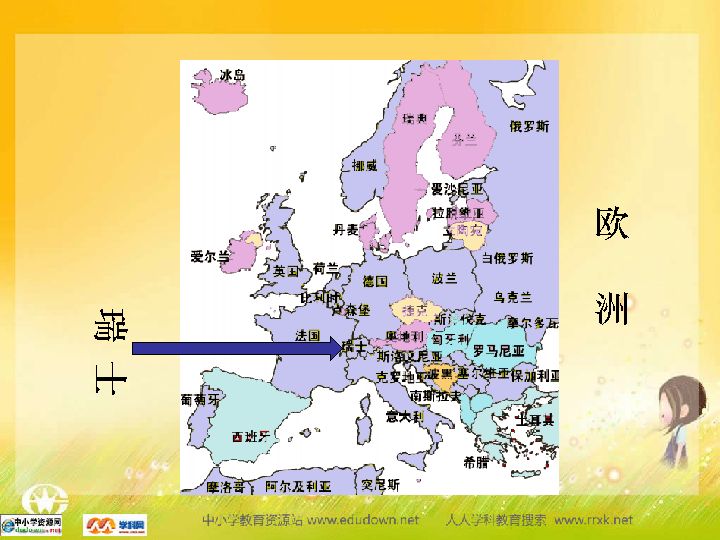 冰岛
瑞典
芬兰
俄罗斯
挪威
爱沙尼亚
拉脱维亚
立陶宛
丹麦
爱尔兰
英国
荷兰
德国
波兰
白俄罗斯
比利时
卢森堡
捷克
乌克兰
斯洛伐克
摩尔多瓦
法国
奥地利
匈牙利
瑞士
斯洛文尼亚
罗马尼亚
克罗地亚
波黑
塞尔维亚
保加利亚
南斯拉夫
葡萄牙
西班牙
意大利
土耳其
希腊
摩洛哥
阿尔及利亚
突尼斯
瑞士
欧洲
中小学资源网
学科网
中小学教育资源站 www.edudown.net 人人学科教育搜索 www.rrxk.net